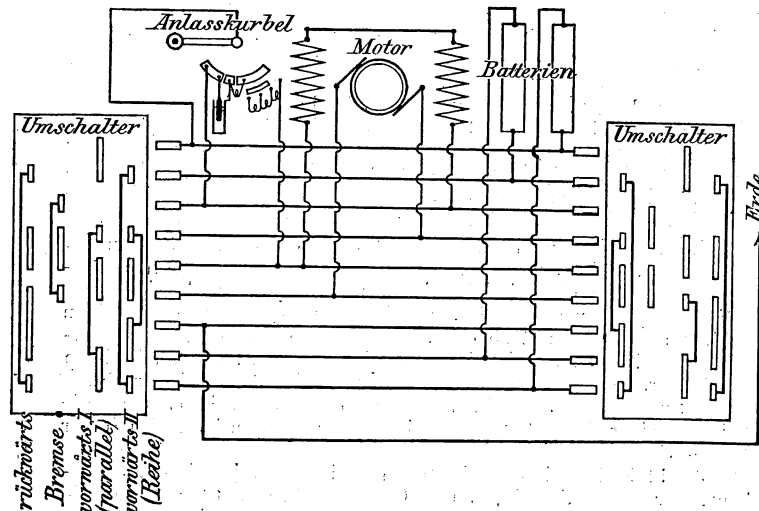 Anlasskurbel
Motor
Batterien
Umschalter
Umschalter
Erde
rückwärts
Bremse
vorwärts I
(parallel)
vorwärts II
(Reihe)